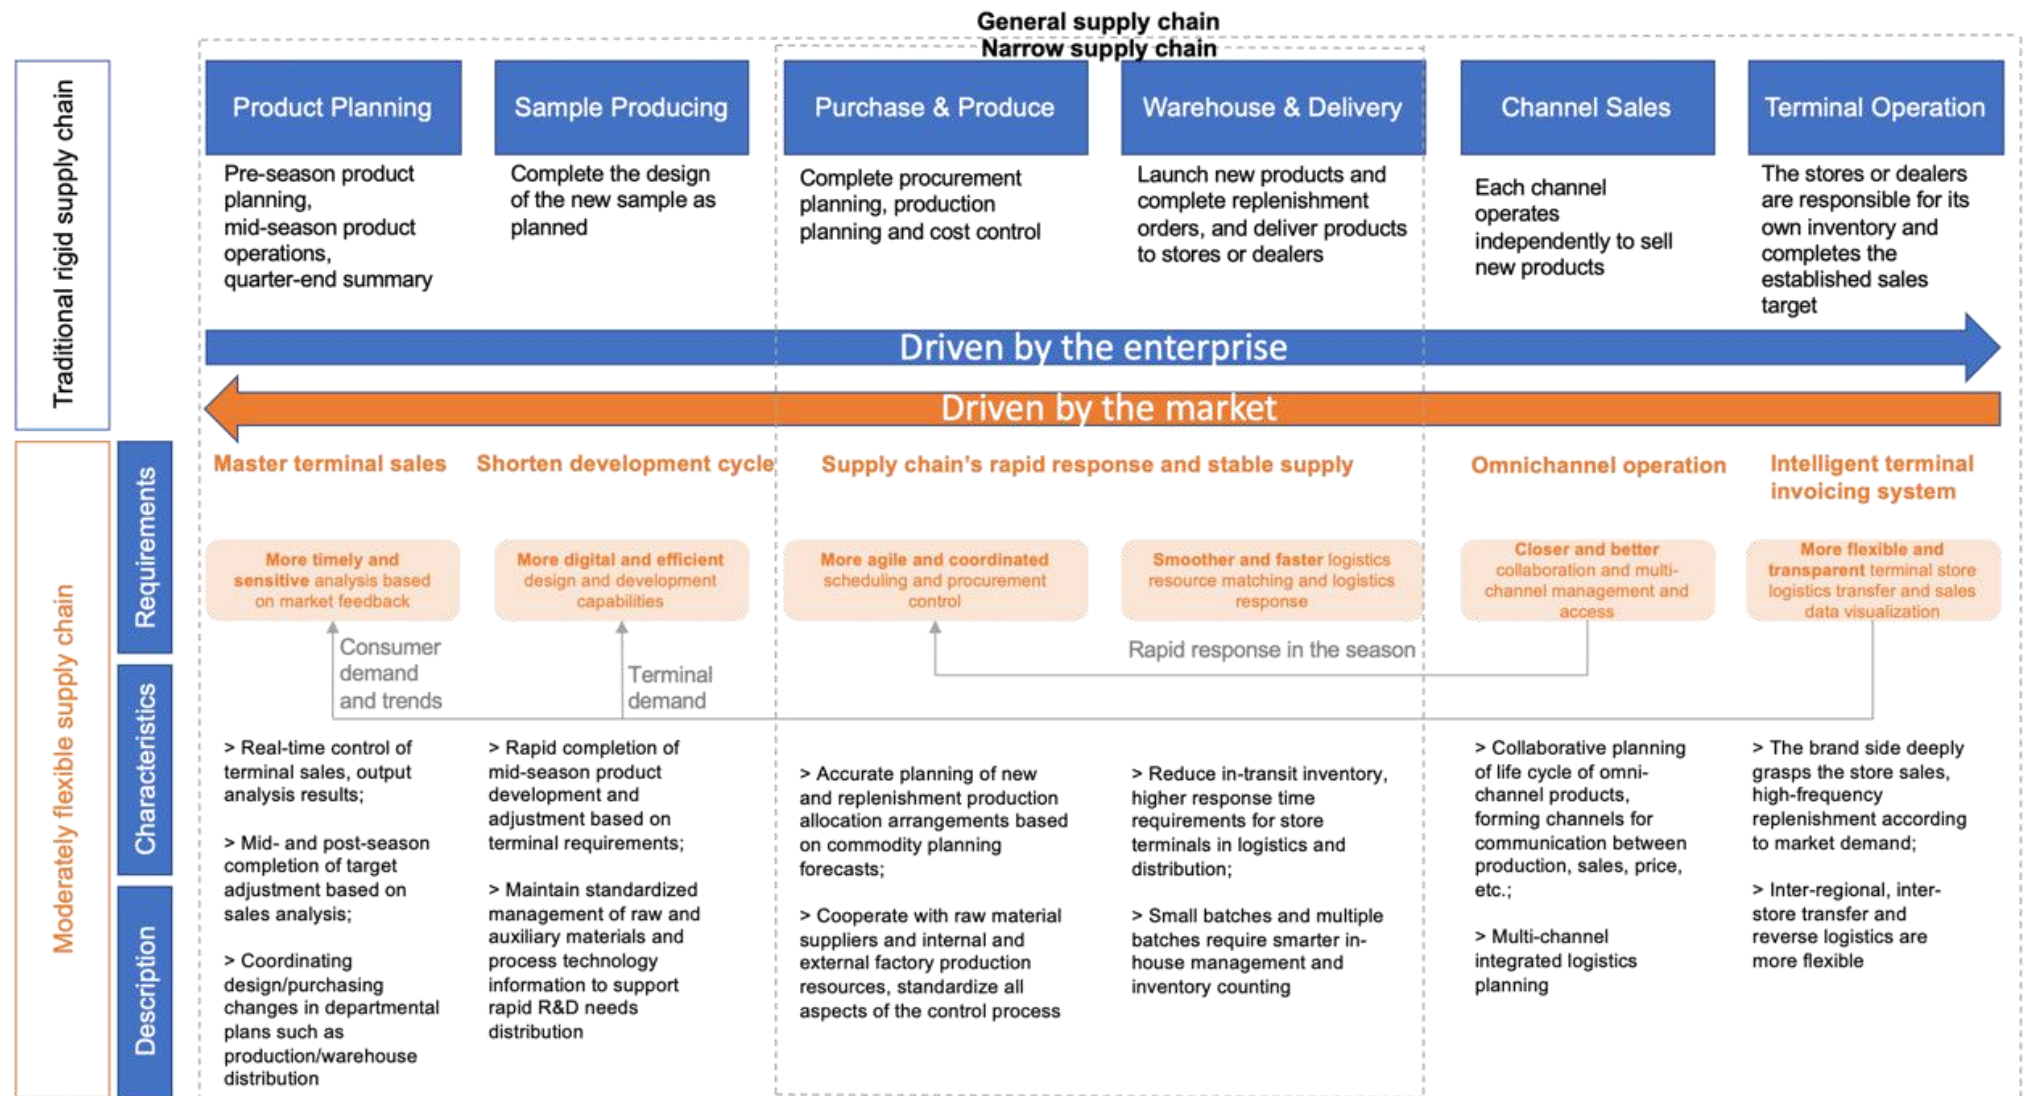 General supply chain
Narrow supply chain
Traditional rigid supply chain
Product Planning
Sample Producing
Purchase & Produce
Warehouse & Delivery
Channel Sales
Terminal Operation
Pre-season product
planning,
mid-season product
operations,
quarter-end summary
Complete the design
of the new sample as
planned
Complete procurement
planning, production
planning and cost control
Launch new products and
complete replenishment
orders, and deliver products
to stores or dealers
Each channel
operates
independently to sell
new products
The stores or dealers
are responsible for its
own inventory and
completes the
established sales
target
Driven by the enterprise
Driven by the market
Moderately flexible supply chain
Requirements
Master terminal sales
Shorten development cycle
Supply chain's rapid response and stable supply
Omnichannel operation
Intelligent terminal
invoicing system
More timely and
sensitive analysis based
on market feedback
More digital and efficient
design and development
capabilities
More agile and coordinated
scheduling and procurement
control
Smoother and faster logistics
resource matching and logistics
response
Closer and better
collaboration and multi-
channel management and
access
More flexible and
transparent terminal store
logistics transfer and sales
data visualization
Consumer
demand
and trends
Terminal
demand
Rapid response in the season
Characteristics
Description
> Real-time control of
terminal sales, output
analysis results;
> Mid- and post-season
completion of target
adjustment based on
sales analysis;
> Coordinating
design/purchasing
changes in departmental
plans such as
production/warehouse
distribution
> Rapid completion of
mid-season product
development and
adjustment based on
terminal requirements;
> Maintain standardized
management of raw and
auxiliary materials and
process technology
information to support
rapid R&D needs
distribution
> Accurate planning of new
and replenishment production
allocation arrangements based
on commodity planning
forecasts;
> Cooperate with raw material
suppliers and internal and
external factory production
resources, standardize all
aspects of the control process
> Reduce in-transit inventory,
higher response time
requirements for store
terminals in logistics and
distribution;
> Small batches and multiple
batches require smarter in-
house management and
inventory counting
> Collaborative planning
of life cycle of omni-
channel products,
forming channels for
communication between
production, sales, price,
etc.;
> Multi-channel
integrated logistics
planning
> The brand side deeply
grasps the store sales,
high-frequency
replenishment according
to market demand;
> Inter-regional, inter-
store transfer and
reverse logistics are
more flexible